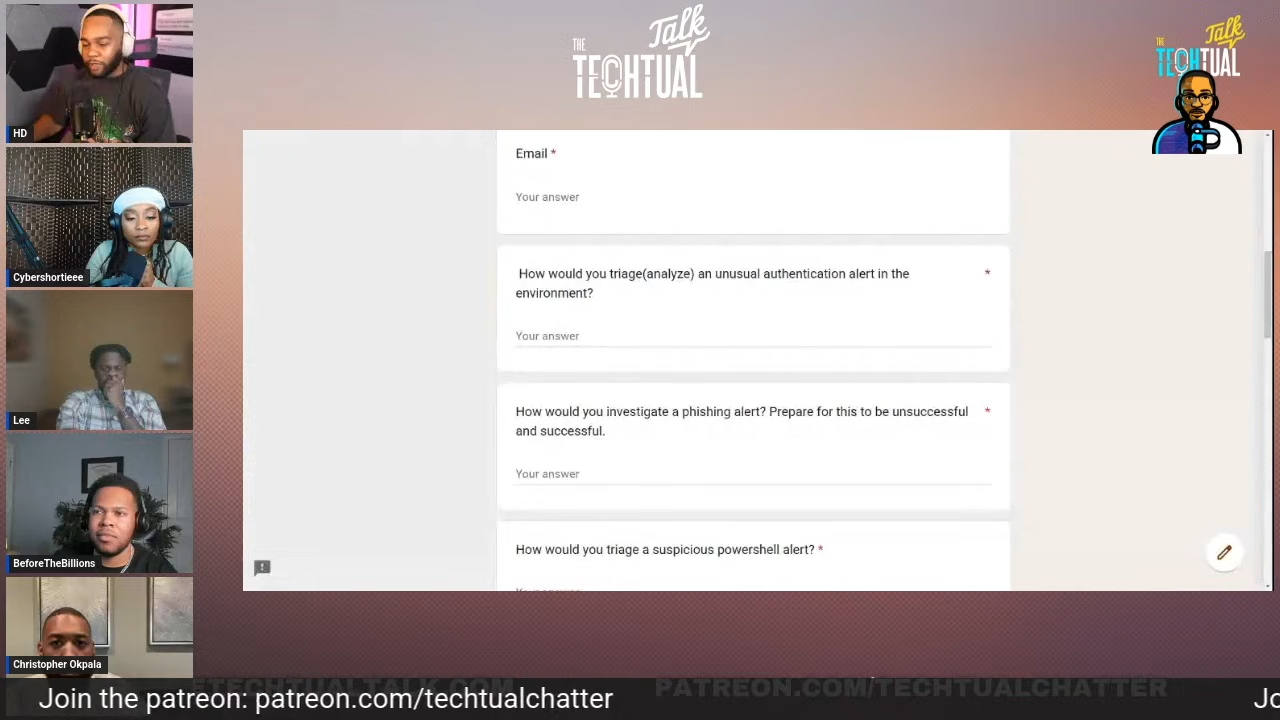 THE
Talk
TECHTUAL
THE
Talk
TECHTUAL
HD
Cybershortieee
Lee
BeforeTheBillions
Christopher Okpala
Email *
Your answer
How would you triage(analyze) an unusual authentication alert in the *
environment?
Your answer
How would you investigate a phishing alert? Prepare for this to be unsuccessful *
and successful.
Your answer
How would you triage a suspicious powershell alert? *
PATREON.COM/TECHTUALCHATTER
Join the patreon: patreon.com/techtualchatter
Jo